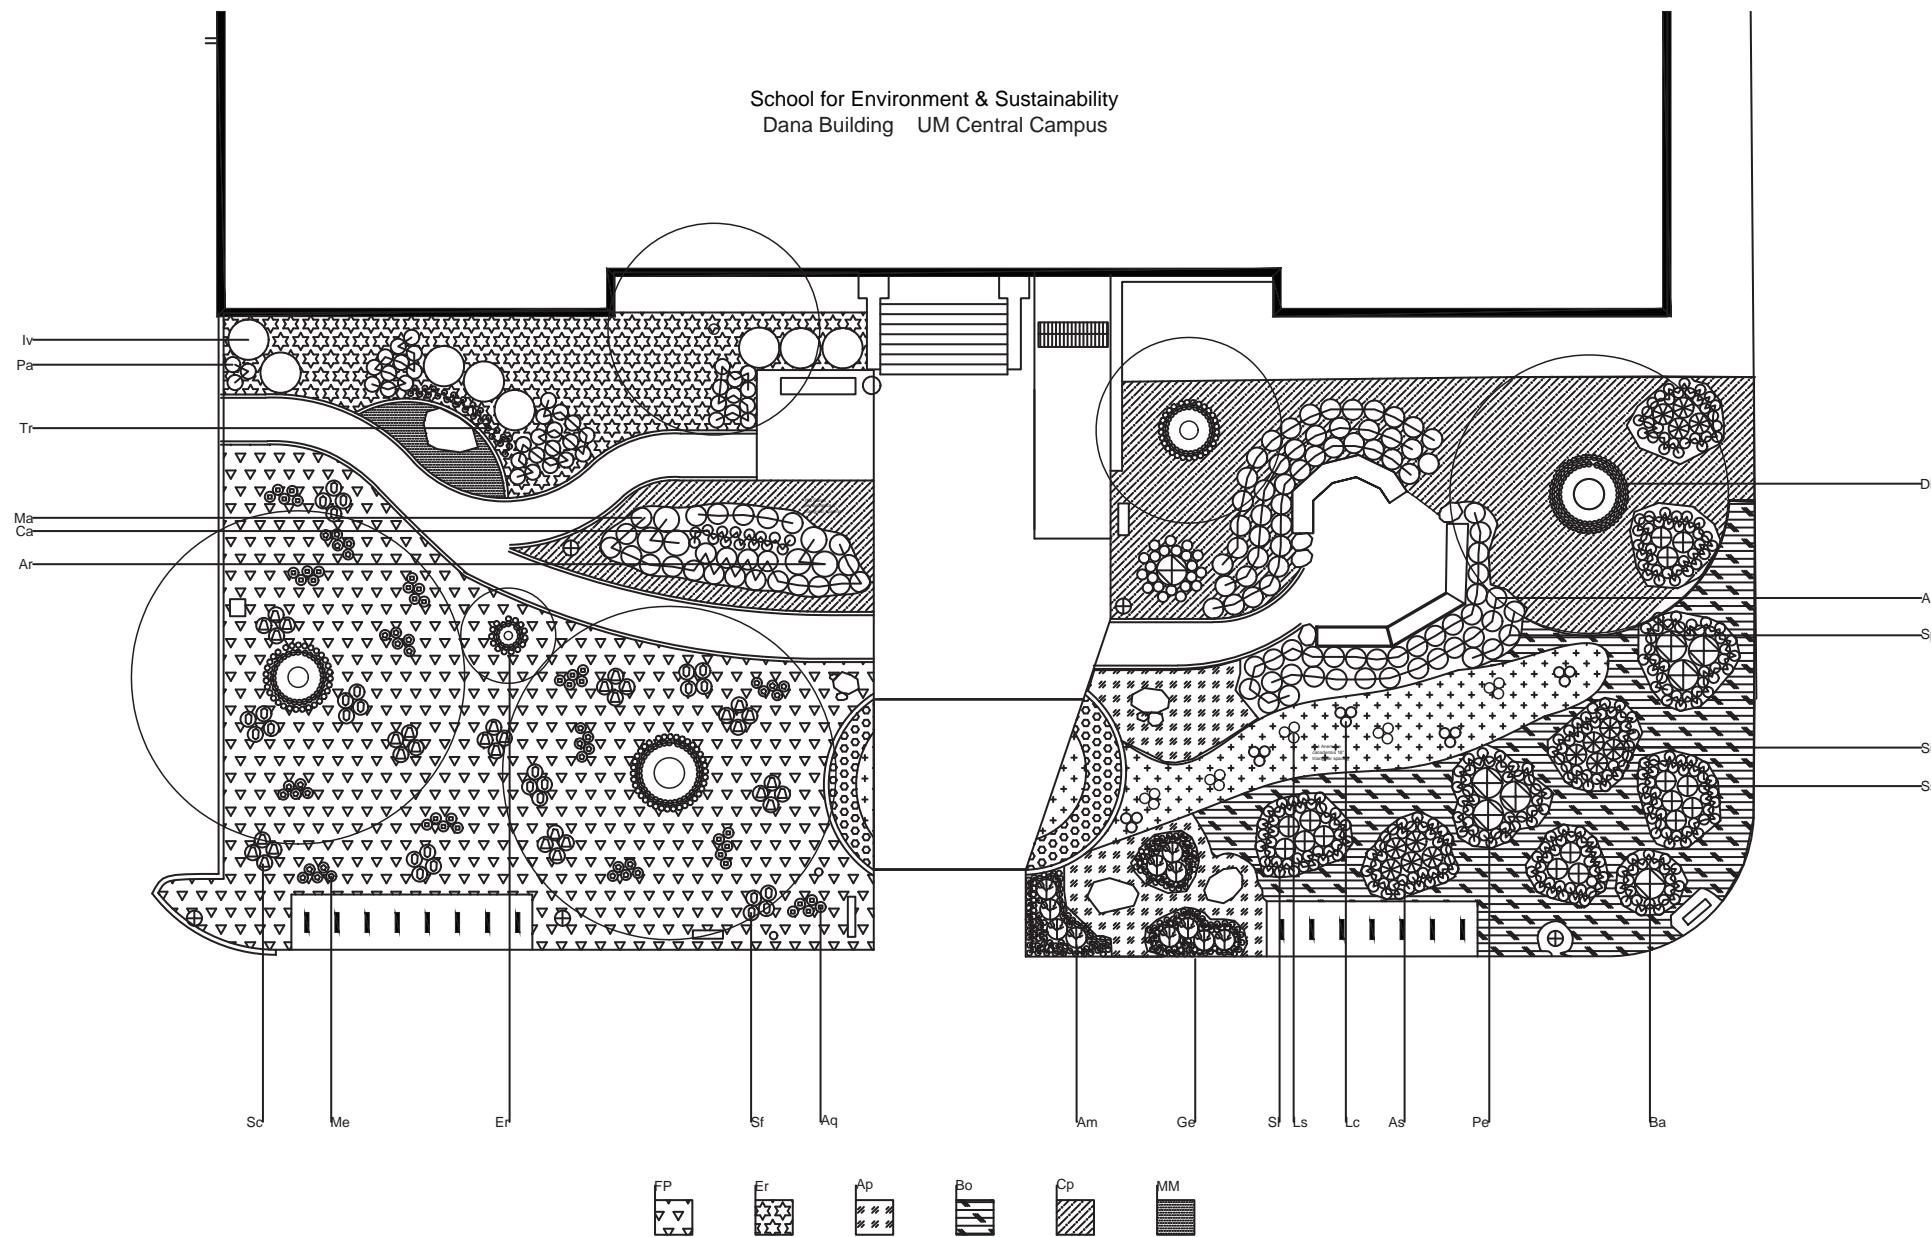 School for Environment & Sustainability
Dana Building UM Central Campus
Iv
Pa
Tr
Ma
Ca
Ar
Sc
Me
Er
Sf
Aq
Am
Ge
Sl
Ls
Lc
As
Pe
Ba
FP
Er
Ap
Bo
Cp
MM